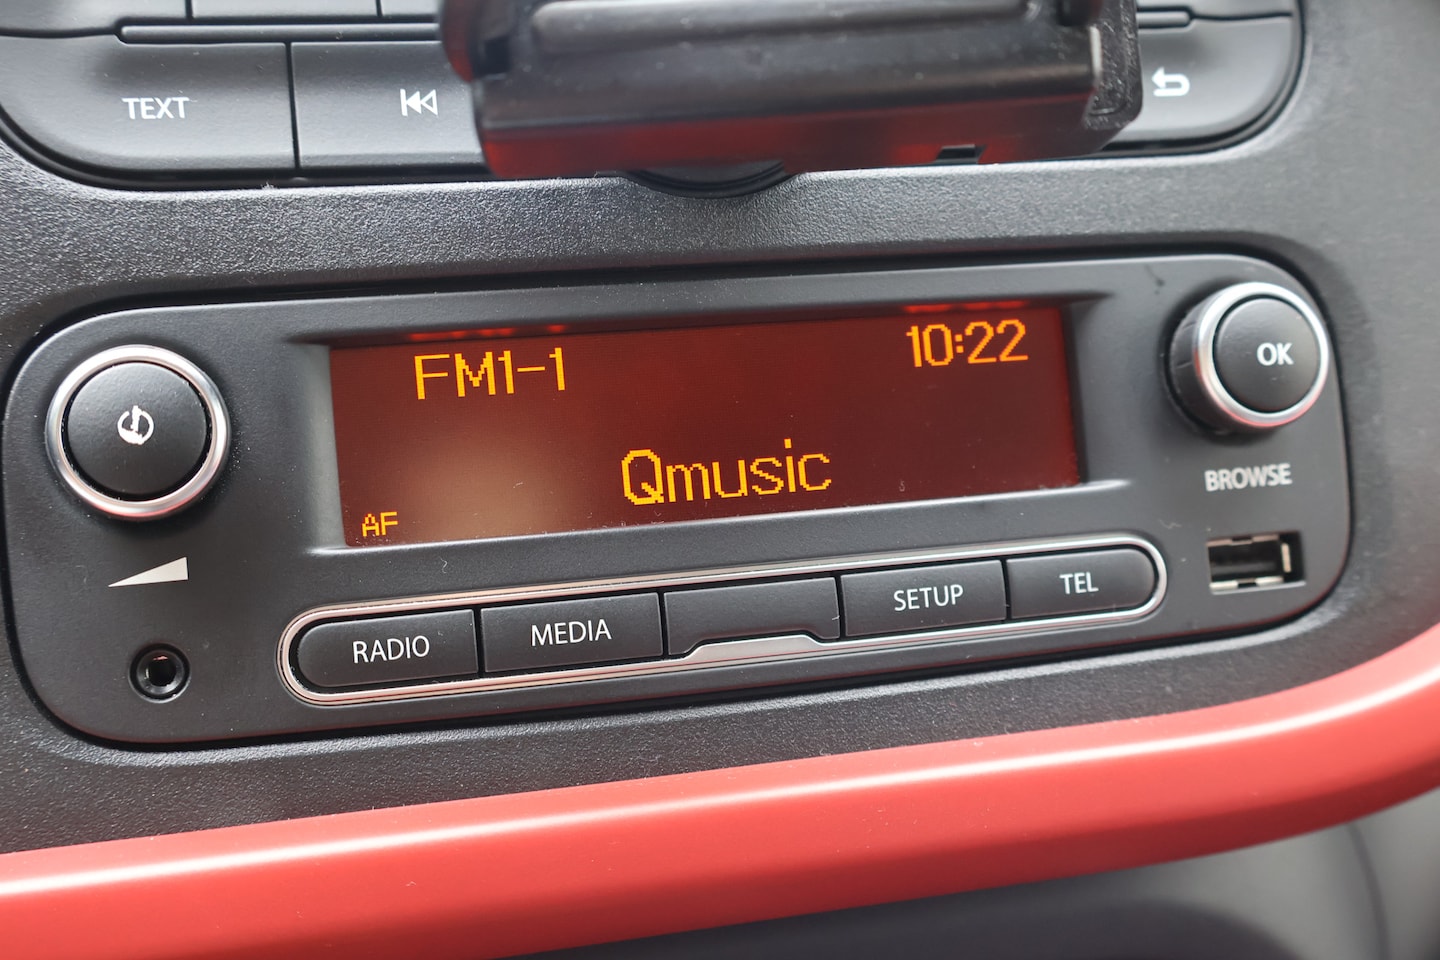 TEXT
FM1-1
10:22
Qmusic
AF
OK
BROWSE
RADIO
MEDIA
SETUP
TEL